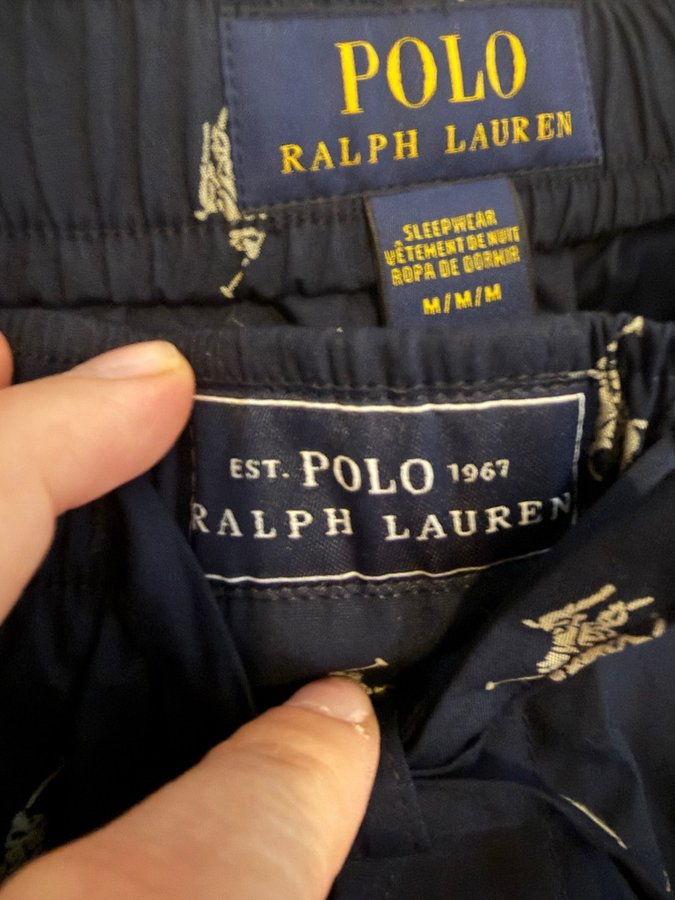 POLO
RALPH LAUREN
SLEEPWEAR
VÊTEMENT DE NUIT
ROPA DE DORMIR
M/M/M
EST. POLO 1967
RALPH LAUREN